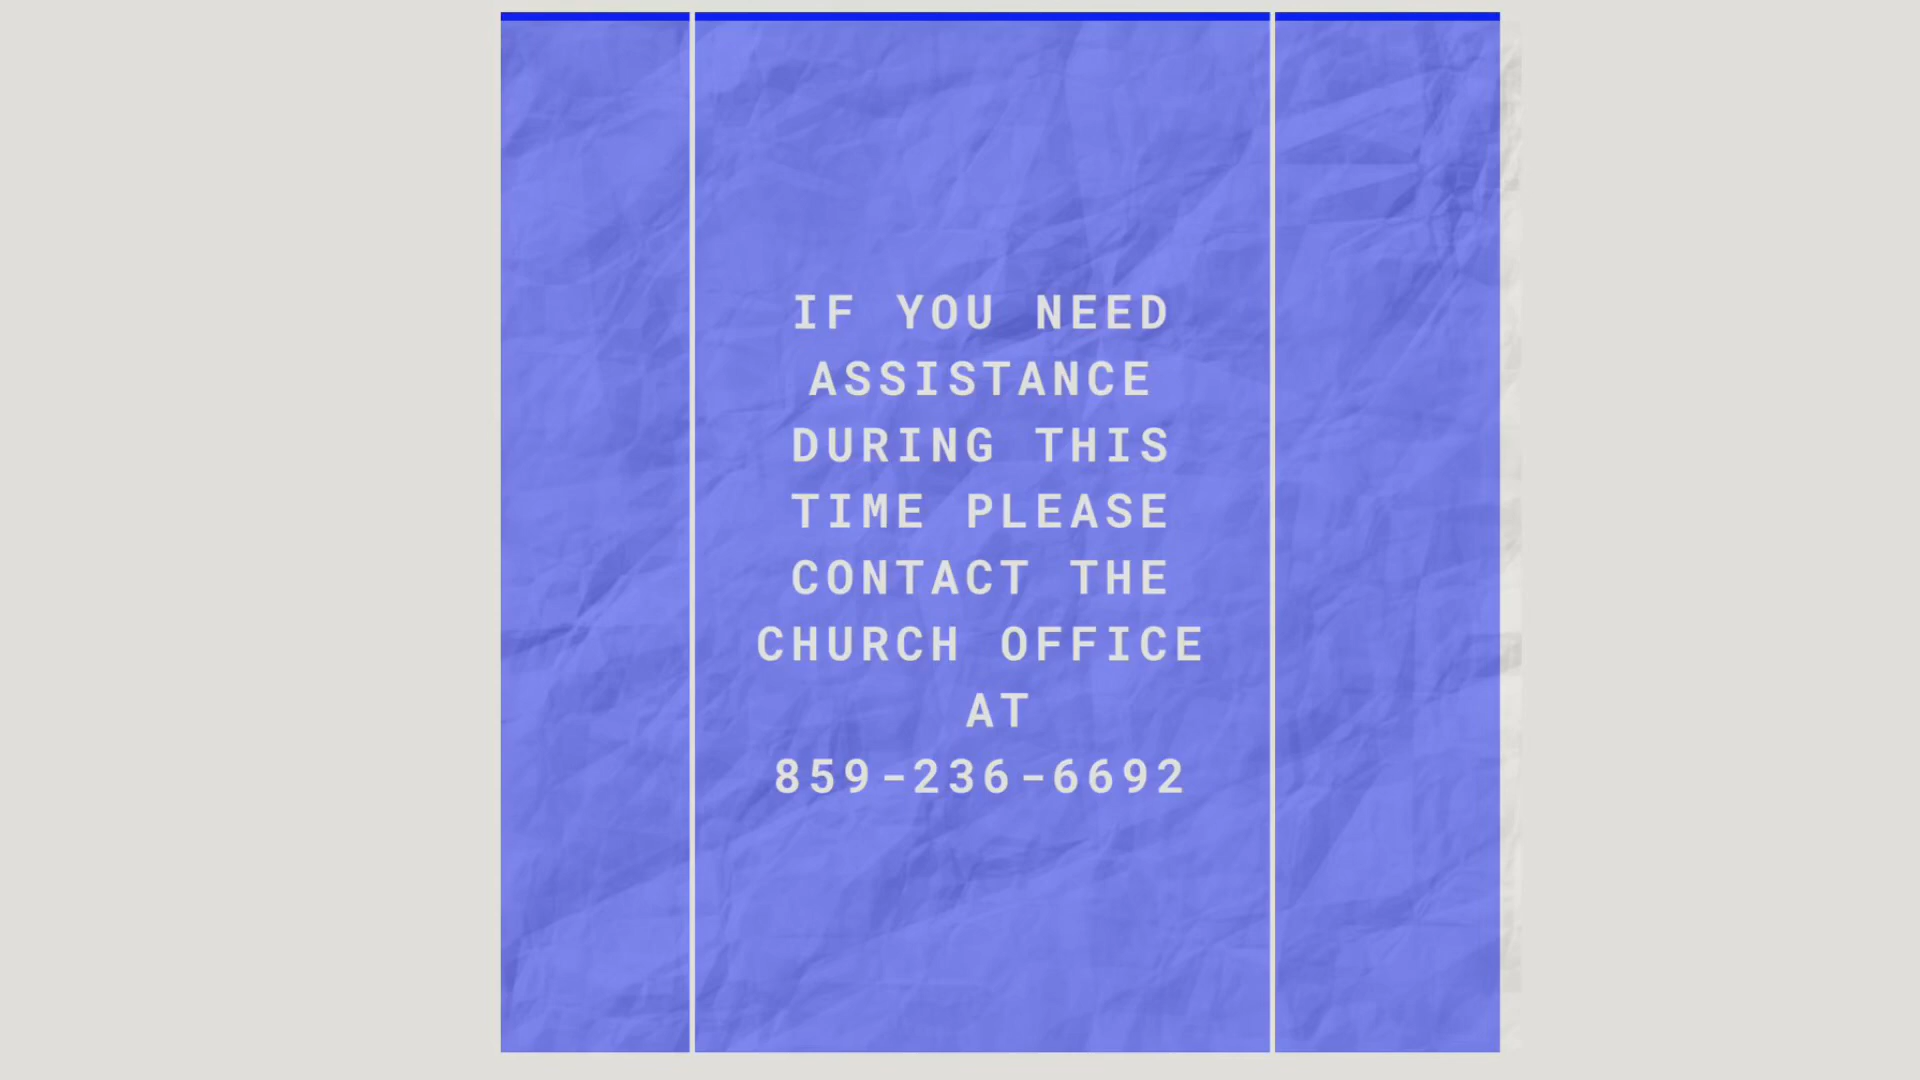 IF YOU NEED
ASSISTANCE
DURING THIS
TIME PLEASE
CONTACT THE
CHURCH OFFICE
AT
859-236-6692